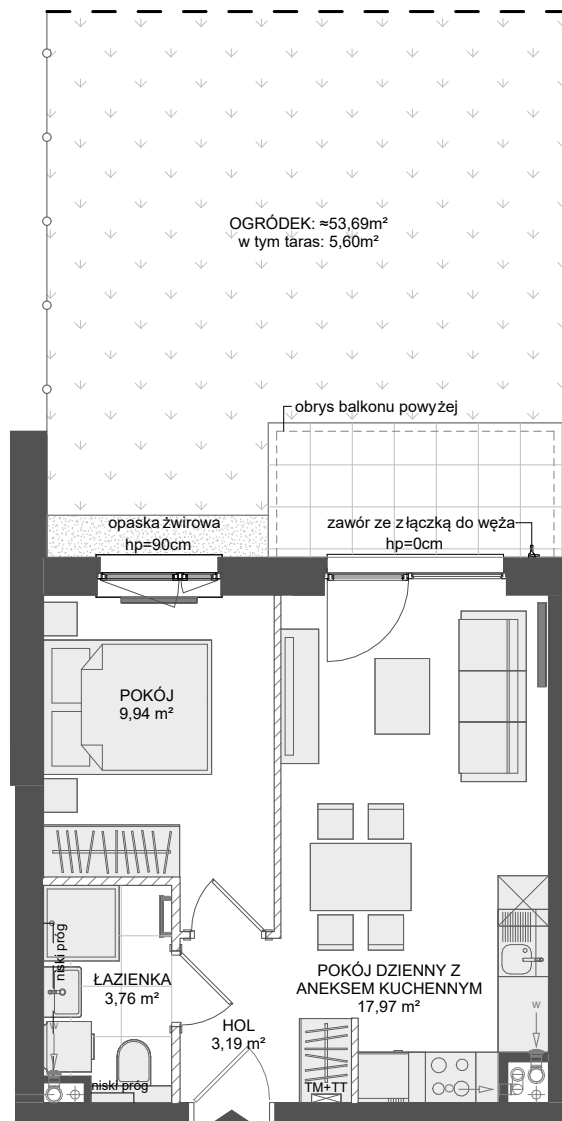 OGRÓDEK: ≈53,69m²
w tym taras: 5,60m²
obrys balkonu powyżej
opaska żwirowa
hp=90cm
zawór ze złączką do węża
hp=0cm
POKÓJ
9,94 m²
niski próg
ŁAZIENKA
3,76 m²
POKÓJ DZIENNY Z
ANEKSEM KUCHENNYM
17,97 m²
HOL
3,19 m²
W
W
niski próg
TM+TT